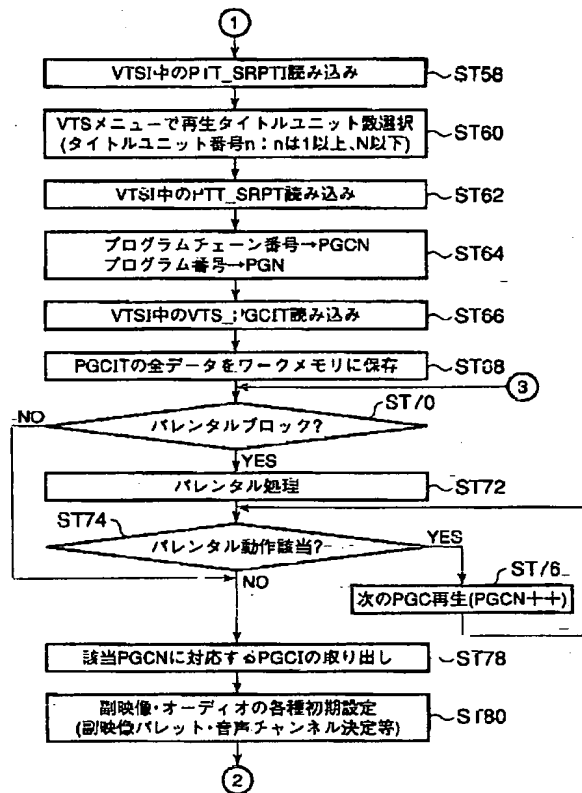 1
VTSI中のPTT_SRPTI読み込み
ST58
VTSメニューで再生タイトルユニット数選択
(タイトルユニット番号n:nは1以上、N以下)
ST60
VTSI中のPTT_SRPT読み込み
ST62
プログラムチェーン番号→PGCN
プログラム番号→PGN
ST64
VTSI中のVTS_PGCIT読み込み
ST66
PGCITの全データをワークメモリに保存
ST68
3
ST70
NO
パレンタルブロック?
YES
パレンタル処理
ST72
ST74
パレンタル動作該当?
YES
NO
ST76
次のPGC再生(PGCN++)
該当PGCNに対応するPGCIの取り出し
ST78
副映像・オーディオの各種初期設定
(副映像パレット・音声チャンネル決定等)
ST80
2